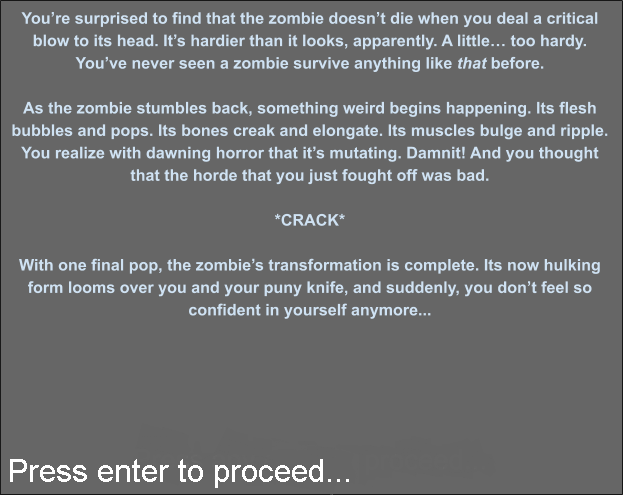 You’re surprised to find that the zombie doesn’t die when you deal a critical
blow to its head. It’s hardier than it looks, apparently. A little… too hardy.
You’ve never seen a zombie survive anything like that before.
As the zombie stumbles back, something weird begins happening. Its flesh
bubbles and pops. Its bones creak and elongate. Its muscles bulge and ripple.
You realize with dawning horror that it’s mutating. Damnit! And you thought
that the horde that you just fought off was bad.
*CRACK*
With one final pop, the zombie’s transformation is complete. Its now hulking
form looms over you and your puny knife, and suddenly, you don’t feel so
confident in yourself anymore...
Press enter to proceed...